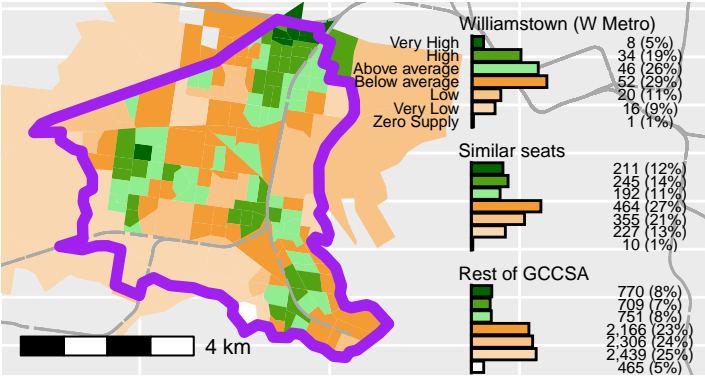 Williamstown (W Metro)
Very High 8 (5%)
High 34 (19%)
Above average 46 (26%)
Below average 52 (29%)
Low 20 (11%)
Very Low 16 (9%)
Zero Supply 1 (1%)
Similar seats
211 (12%)
245 (14%)
192 (11%)
464 (27%)
355 (21%)
227 (13%)
10 (1%)
Rest of GCCSA
770 (8%)
709 (7%)
751 (8%)
2,166 (23%)
2,306 (24%)
2,439 (25%)
465 (5%)
4 km